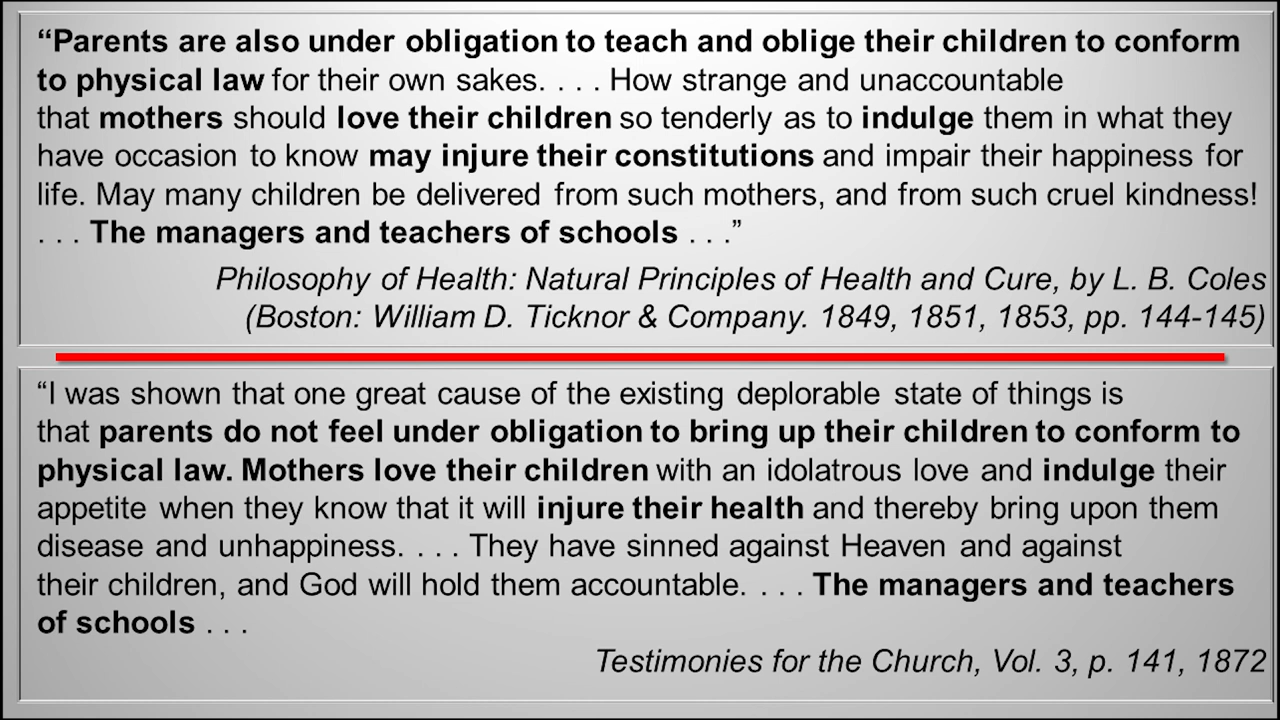 “Parents are also under obligation to teach and oblige their children to conform
to physical law for their own sakes. . . . How strange and unaccountable
that mothers should love their children so tenderly as to indulge them in what they
have occasion to know may injure their constitutions and impair their happiness for
life. May many children be delivered from such mothers, and from such cruel kindness!
. . . The managers and teachers of schools . . .”
Philosophy of Health: Natural Principles of Health and Cure, by L. B. Coles
(Boston: William D. Ticknor & Company. 1849, 1851, 1853, pp. 144-145)
“I was shown that one great cause of the existing deplorable state of things is
that parents do not feel under obligation to bring up their children to conform to
physical law. Mothers love their children with an idolatrous love and indulge their
appetite when they know that it will injure their health and thereby bring upon them
disease and unhappiness. . . . They have sinned against Heaven and against
their children, and God will hold them accountable. . . . The managers and teachers
of schools . . .
Testimonies for the Church, Vol. 3, p. 141, 1872